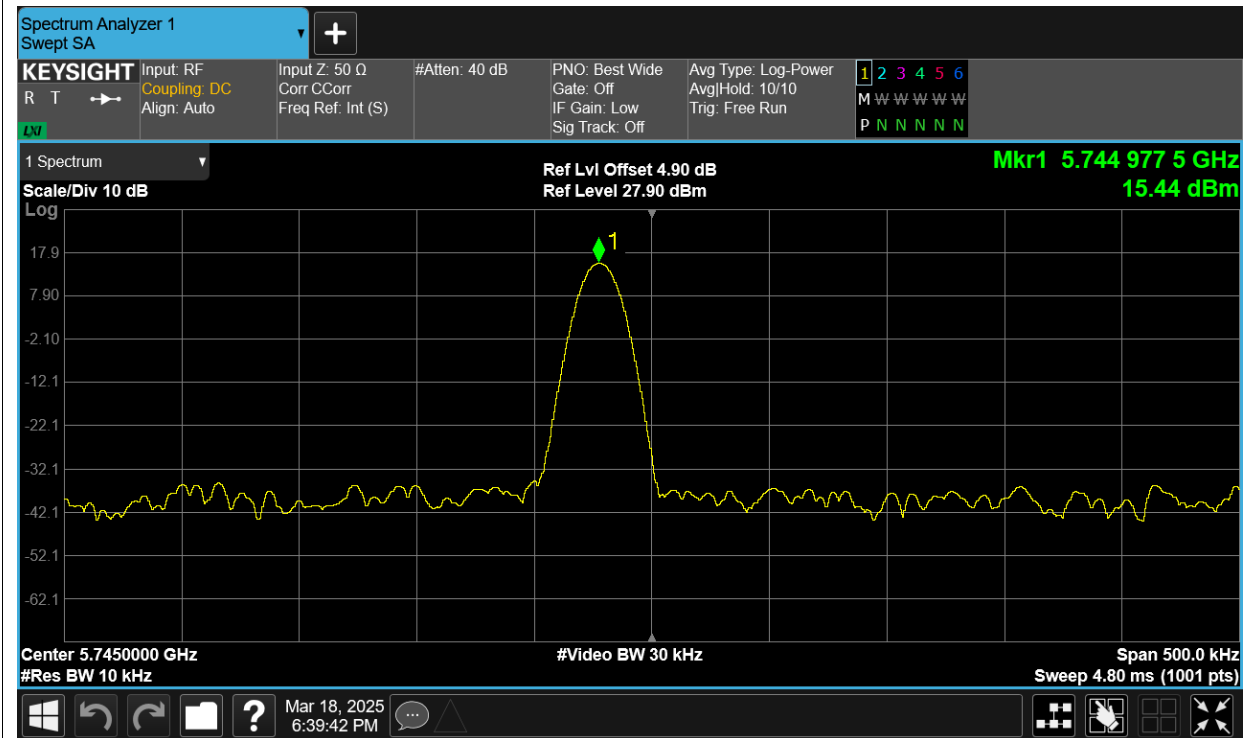 Spectrum Analyzer 1
Swept SA
KEYSIGHT
R T
LXI
Input: RF
Coupling: DC
Align: Auto
Input Z: 50 Ω
Corr CCorr
Freq Ref: Int (S)
#Atten: 40 dB
PNO: Best Wide
Gate: Off
IF Gain: Low
Sig Track: Off
Avg Type: Log-Power
Avg|Hold: 10/10
Trig: Free Run
1 2 3 4 5 6
M W W W W W
P N N N N N
1 Spectrum
Scale/Div 10 dB
Log
Ref Lvl Offset 4.90 dB
Ref Level 27.90 dBm
Mkr1 5.744 977 5 GHz
15.44 dBm
1
17.9
7.90
-2.10
-12.1
-22.1
-32.1
-42.1
-52.1
-62.1
Center 5.7450000 GHz
#Res BW 10 kHz
#Video BW 30 kHz
Span 500.0 kHz
Sweep 4.80 ms (1001 pts)
?
Mar 18, 2025
6:39:42 PM